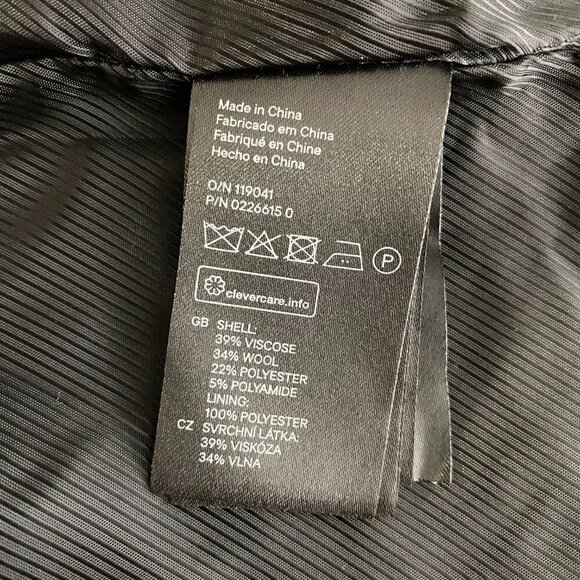 Made in China
Fabricado em China
Fabriqué en Chine
Hecho en China
O/N 119041
P/N 0226615 0
P
clevercare.info
GB SHELL:
39% VISCOSE
34% WOOL
22% POLYESTER
5% POLYAMIDE
LINING:
100% POLYESTER
CZ SVRCHNÍ LÁTKA:
39% VISKÓZA
34% VLNA